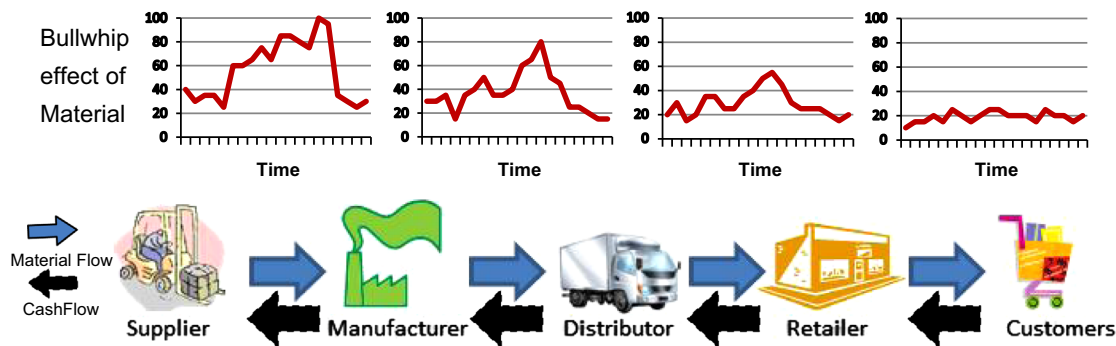 Bullwhip
effect of
Material
100
80
60
40
20
0
Time
100
80
60
40
20
0
Time
100
80
60
40
20
0
Time
100
80
60
40
20
0
Time
Material Flow
CashFlow
Supplier
Manufacturer
Distributor
Retailer
Customers